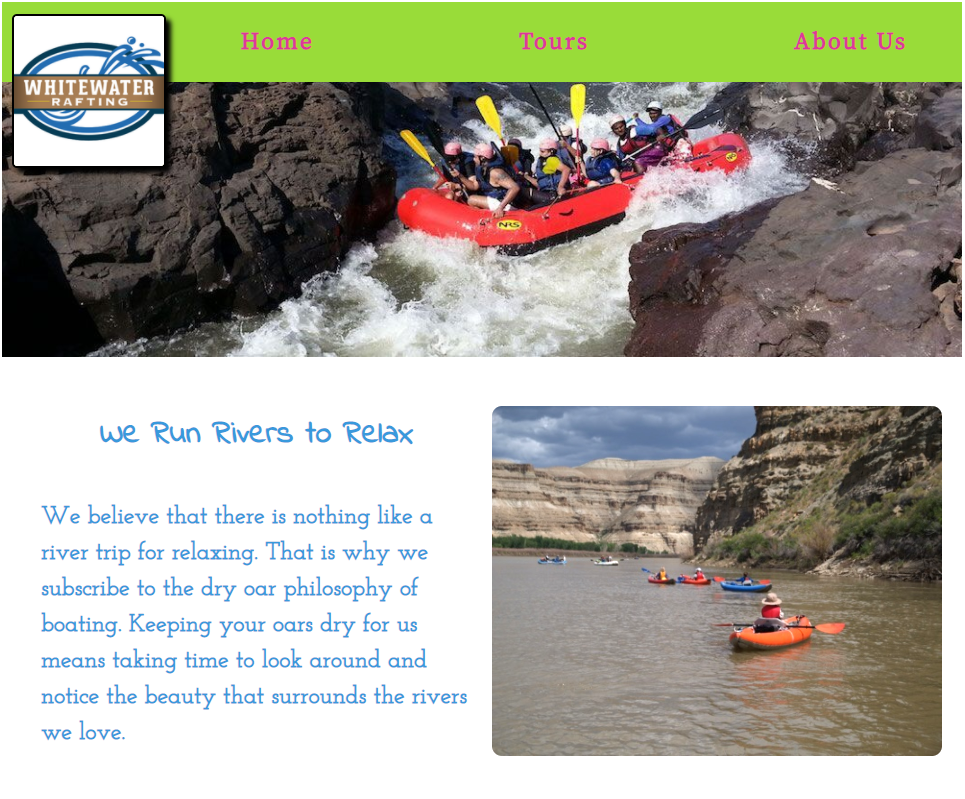 Home Tours About Us
WHITEWATER
RAFTING
NRS
We Run Rivers to Relax
We believe that there is nothing like a
river trip for relaxing. That is why we
subscribe to the dry oar philosophy of
boating. Keeping your oars dry for us
means taking time to look around and
notice the beauty that surrounds the rivers
we love.